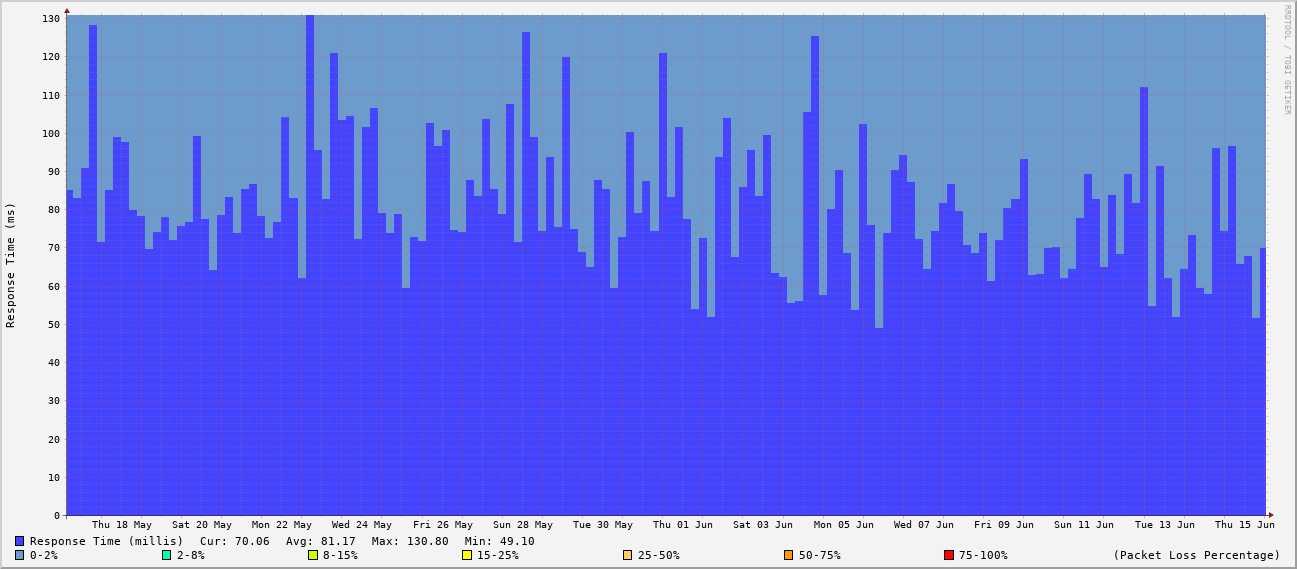 RRDTOOL / TOBI OETIKER
Response Time (ms)
130
120
110
100
90
80
70
60
50
40
30
20
10
0
Thu 18 May Sat 20 May Mon 22 May Wed 24 May Fri 26 May Sun 28 May Tue 30 May Thu 01 Jun Sat 03 Jun Mon 05 Jun Wed 07 Jun Fri 09 Jun Sun 11 Jun Tue 13 Jun Thu 15 Jun
Response Time (millis) Cur: 70.06 Avg: 81.17 Max: 130.80 Min: 49.10
0-2% 2-8% 8-15% 15-25% 25-50% 50-75% 75-100% (Packet Loss Percentage)